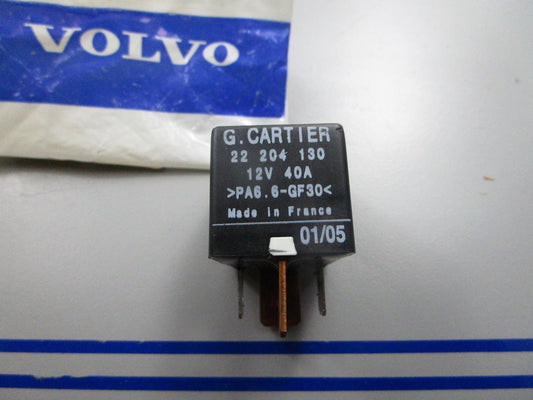 VOLVO
G.CARTIER
22 204 130
12V 40A
>PA6.6-GF30<
Made in France
01/05